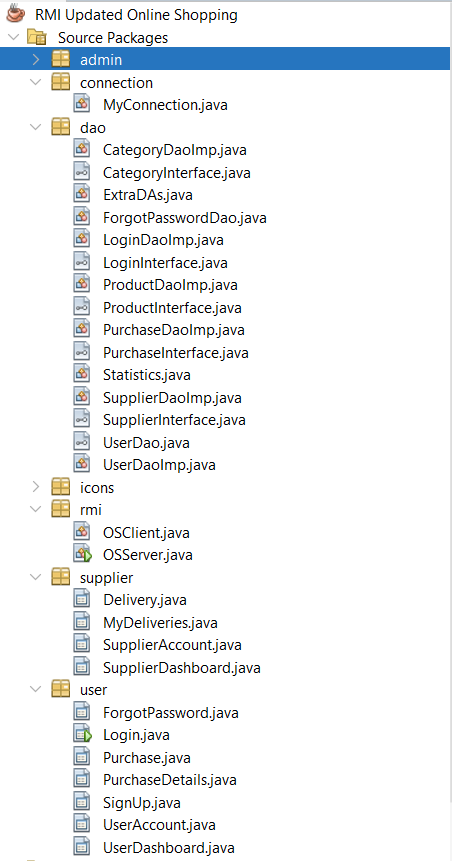 RMI Updated Online Shopping
Source Packages
admin
connection
MyConnection.java
dao
CategoryDaoImp.java
CategoryInterface.java
ExtraDAs.java
ForgotPasswordDao.java
LoginDaoImp.java
LoginInterface.java
ProductDaoImp.java
ProductInterface.java
PurchaseDaoImp.java
PurchaseInterface.java
Statistics.java
SupplierDaoImp.java
SupplierInterface.java
UserDao.java
UserDaoImp.java
icons
rmi
OSClient.java
OSServer.java
supplier
Delivery.java
MyDeliveries.java
SupplierAccount.java
SupplierDashboard.java
user
ForgotPassword.java
Login.java
Purchase.java
PurchaseDetails.java
SignUp.java
UserAccount.java
UserDashboard.java